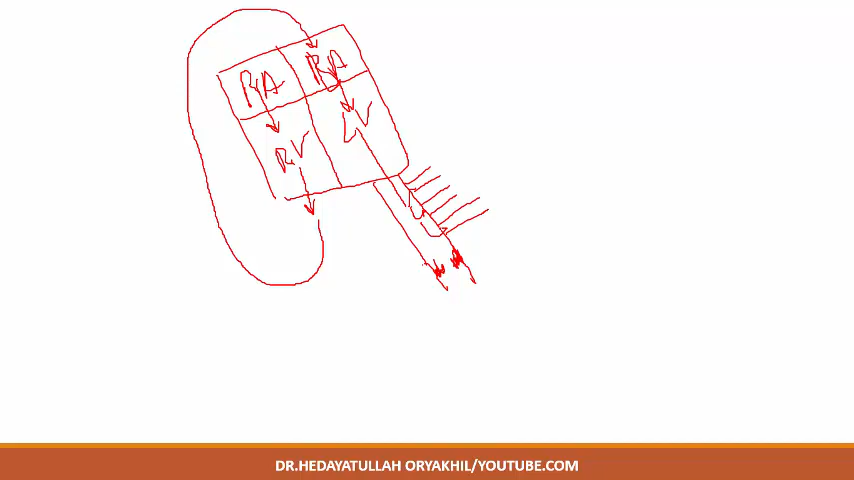 RA RA
RV LV
DR.HEDAYATULLAH ORYAKHIL/YOUTUBE.COM